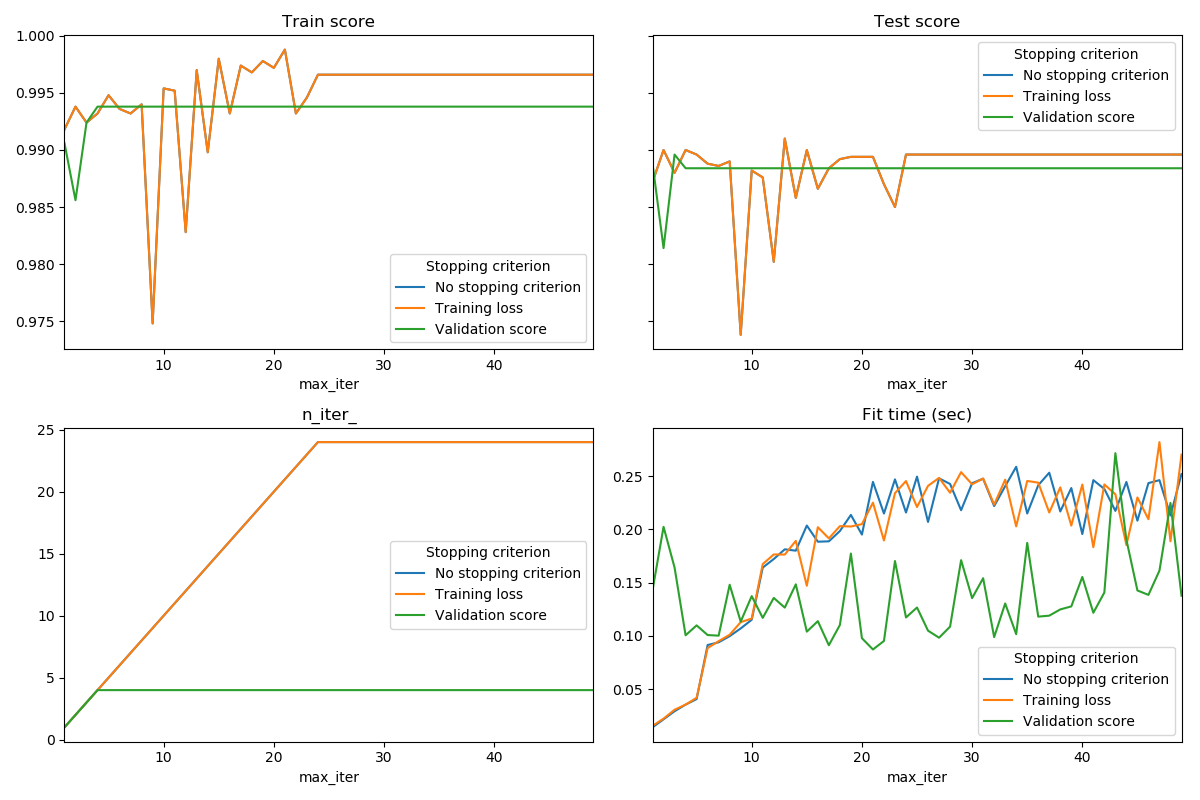 Train score
1.000
0.995
0.990
0.985
0.980
0.975
Stopping criterion
No stopping criterion
Training loss
Validation score
10
20
30
40
max_iter
Test score
Stopping criterion
No stopping criterion
Training loss
Validation score
10
20
30
40
max_iter
n_iter_
25
20
15
10
5
0
Stopping criterion
No stopping criterion
Training loss
Validation score
10
20
30
40
max_iter
Fit time (sec)
0.25
0.20
0.15
0.10
0.05
Stopping criterion
No stopping criterion
Training loss
Validation score
10
20
30
40
max_iter